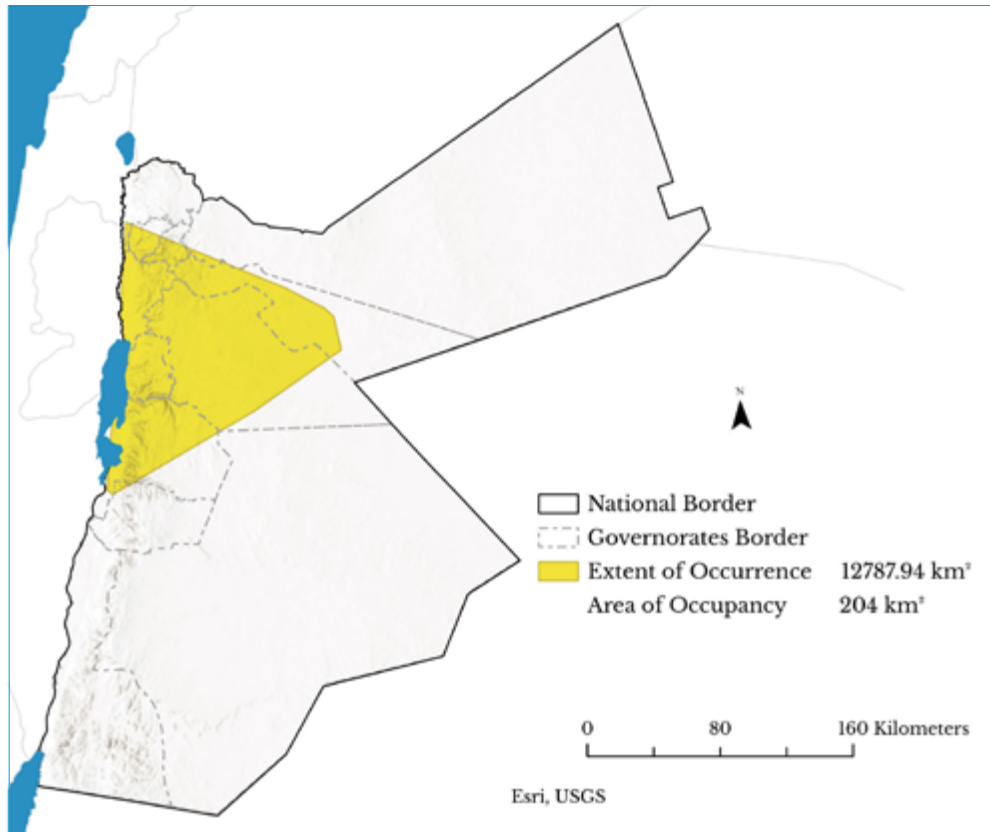 N
National Border
Governorates Border
Extent of Occurrence 12787.94 km²
Area of Occupancy 204 km²
0 80 160 Kilometers
Esri, USGS